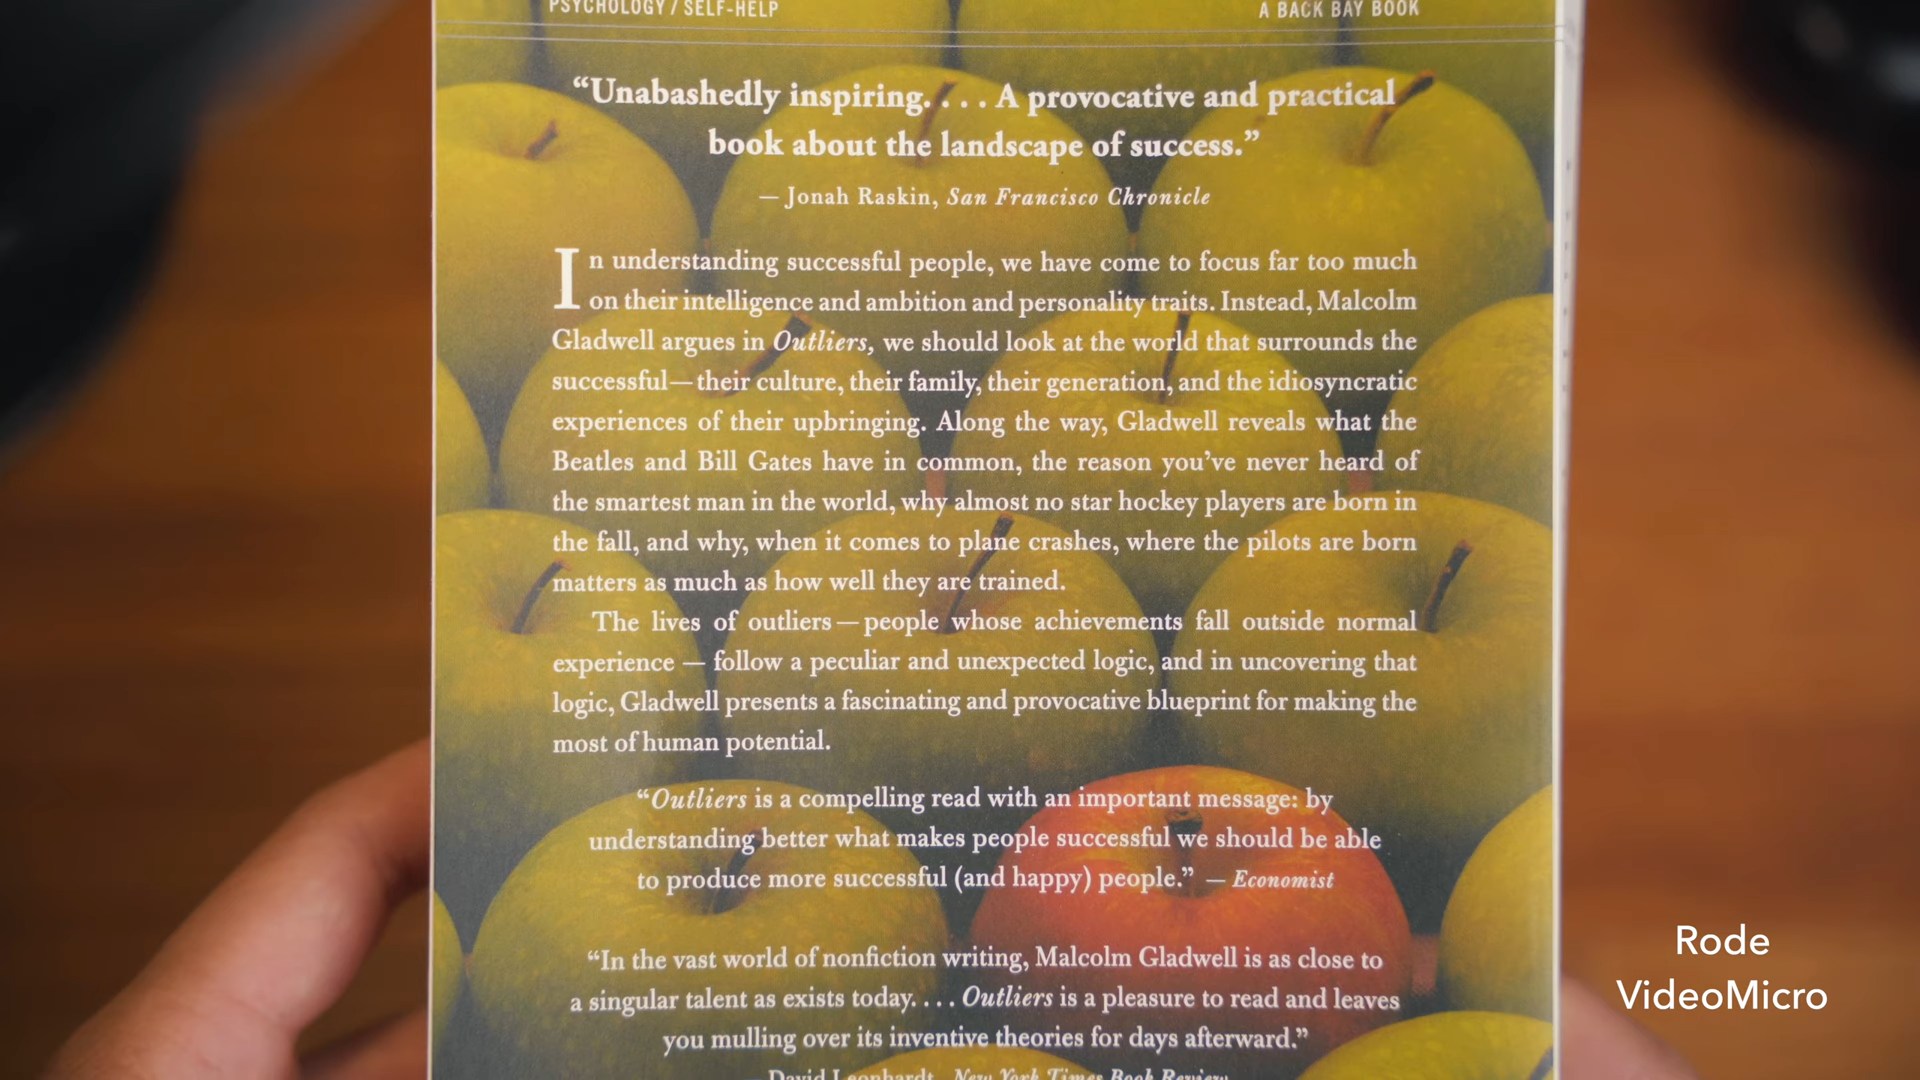 PSYCHOLOGY / SELF-HELP
A BACK BAY BOOK
“Unabashedly inspiring. . . . A provocative and practical
book about the landscape of success.”
— Jonah Raskin, San Francisco Chronicle
In understanding successful people, we have come to focus far too much
on their intelligence and ambition and personality traits. Instead, Malcolm
Gladwell argues in Outliers, we should look at the world that surrounds the
successful—their culture, their family, their generation, and the idiosyncratic
experiences of their upbringing. Along the way, Gladwell reveals what the
Beatles and Bill Gates have in common, the reason you’ve never heard of
the smartest man in the world, why almost no star hockey players are born in
the fall, and why, when it comes to plane crashes, where the pilots are born
matters as much as how well they are trained.
The lives of outliers—people whose achievements fall outside normal
experience — follow a peculiar and unexpected logic, and in uncovering that
logic, Gladwell presents a fascinating and provocative blueprint for making the
most of human potential.
“Outliers is a compelling read with an important message: by
understanding better what makes people successful we should be able
to produce more successful (and happy) people.” — Economist
“In the vast world of nonfiction writing, Malcolm Gladwell is as close to
a singular talent as exists today. . . . Outliers is a pleasure to read and leaves
you mulling over its inventive theories for days afterward.”
David Leonhardt, New York Times Book Review
Rode
VideoMicro